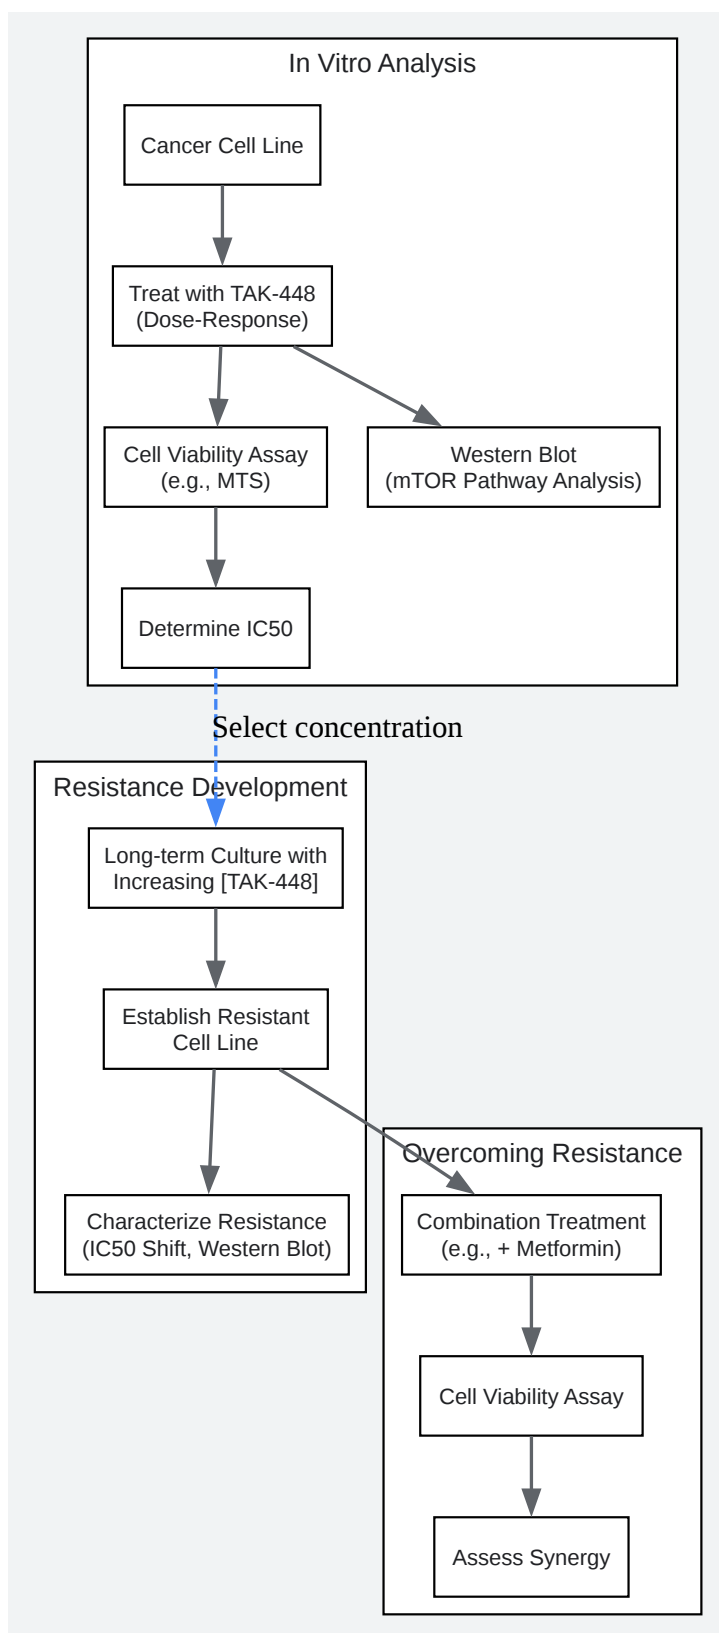 In Vitro Analysis
Cancer Cell Line
Treat with TAK-448
(Dose-Response)
Cell Viability Assay
(e.g., MTS)
Western Blot
(mTOR Pathway Analysis)
Determine IC50
Select concentration
Resistance Development
Long-term Culture with
Increasing [TAK-448]
Establish Resistant
Cell Line
Characterize Resistance
(IC50 Shift, Western Blot)
Overcoming Resistance
Combination Treatment
(e.g., + Metformin)
Cell Viability Assay
Assess Synergy